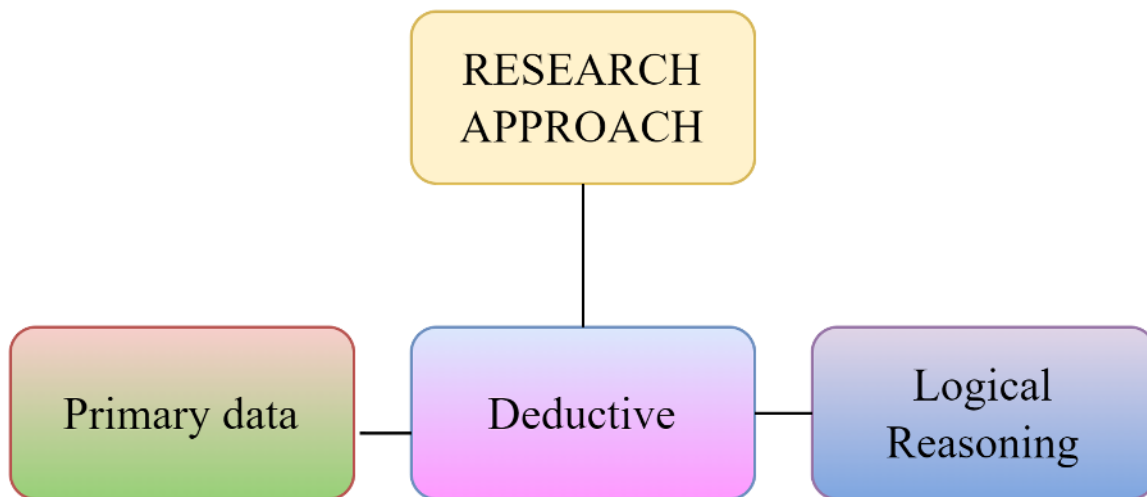 RESEARCH
APPROACH
Primary data
Deductive
Logical
Reasoning